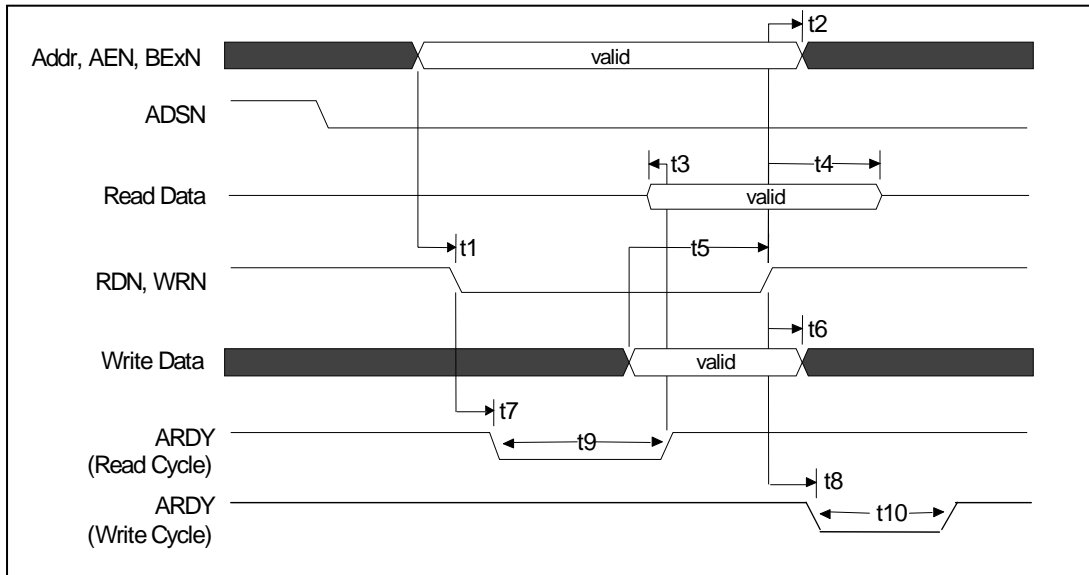 t2
Addr, AEN, BExN
valid
ADSN
t3
t4
Read Data
valid
t1
t5
RDN, WRN
t6
Write Data
valid
t7
ARDY
(Read Cycle)
t9
t8
ARDY
(Write Cycle)
t10